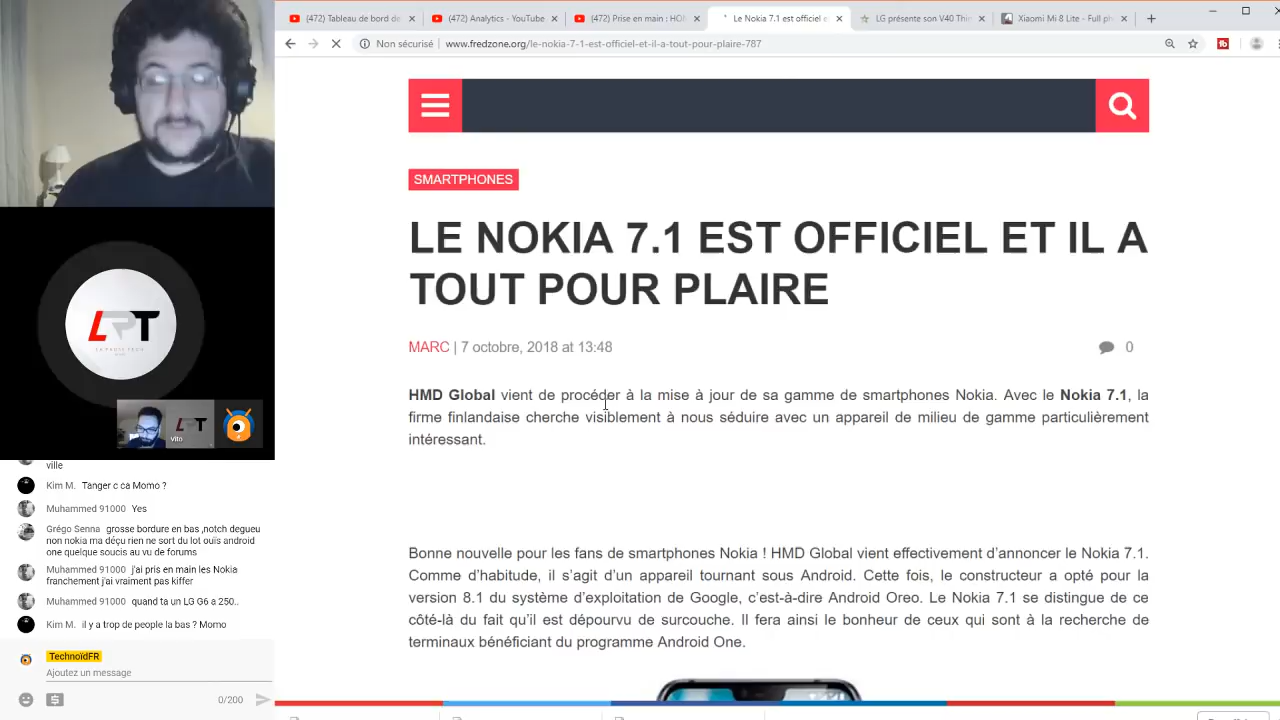 (472) Tableau de bord de
(472) Analytics - YouTube
(472) Prise en main : HON
Le Nokia 7.1 est officiel e
LG présente son V40 Thin
Xiaomi Mi 8 Lite - Full ph
Non sécurisé
www.fredzone.org/le-nokia-7-1-est-officiel-et-il-a-tout-pour-plaire-787
SMARTPHONES
LE NOKIA 7.1 EST OFFICIEL ET IL A
TOUT POUR PLAIRE
MARC | 7 octobre, 2018 at 13:48
0
HMD Global vient de procéder à la mise à jour de sa gamme de smartphones Nokia. Avec le Nokia 7.1, la
firme finlandaise cherche visiblement à nous séduire avec un appareil de milieu de gamme particulièrement
intéressant.
Bonne nouvelle pour les fans de smartphones Nokia ! HMD Global vient effectivement d'annoncer le Nokia 7.1.
Comme d'habitude, il s'agit d'un appareil tournant sous Android. Cette fois, le constructeur a opté pour la
version 8.1 du système d'exploitation de Google, c'est-à-dire Android Oreo. Le Nokia 7.1 se distingue de ce
côté-là du fait qu'il est dépourvu de surcouche. Il fera ainsi le bonheur de ceux qui sont à la recherche de
terminaux bénéficiant du programme Android One.
LPT
LPT
vito
ville
Kim M. Tanger c ca Momo ?
Muhammed 91000 Yes
Grégo Senna grosse bordure en bas ,notch degueu
non nokia ma déçu rien ne sort du lot ouïs android
one quelque soucis au vu de forums
Muhammed 91000 j'ai pris en main les Nokia
franchement j'ai vraiment pas kiffer
Muhammed 91000 quand ta un LG G6 a 250..
Kim M. il y a trop de people la bas ? Momo
TechnoïdFR
Ajoutez un message
0/200